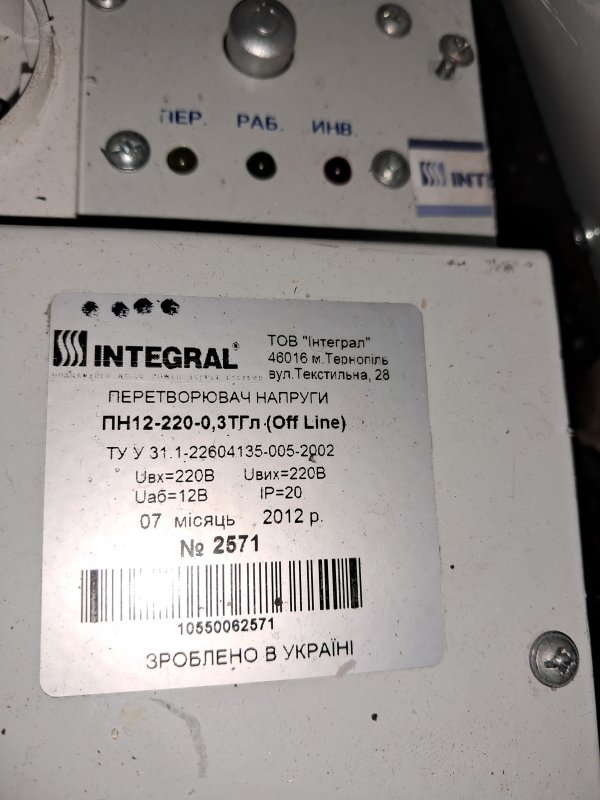 ПЕР. РАБ. ИНВ.
INT
INTEGRAL®
ТОВ "Інтеграл"
46016 м.Тернопіль
вул.Текстильна, 28
ПЕРЕТВОРЮВАЧ НАПРУГИ
ПН12-220-0,3ТГл (Off Line)
ТУ У 31.1-22604135-005-2002
Uвх=220В Uвих=220В
Uаб=12В IP=20
07 місяць 2012 р.
№ 2571
10550062571
ЗРОБЛЕНО В УКРАЇНІ